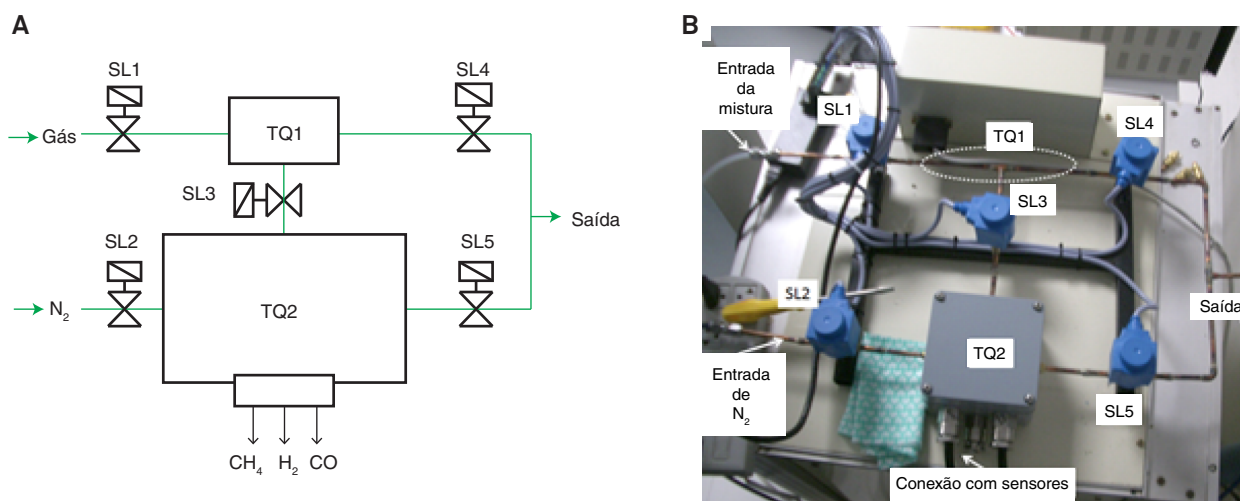 A
SL1
SL4
Gás
TQ1
SL3
Saída
SL2
SL5
N₂
TQ2
CH₄ H₂ CO
B
Entrada
da
mistura
SL1
TQ1
SL4
SL3
SL2
Saída
TQ2
Entrada
de
N₂
SL5
Conexão com sensores